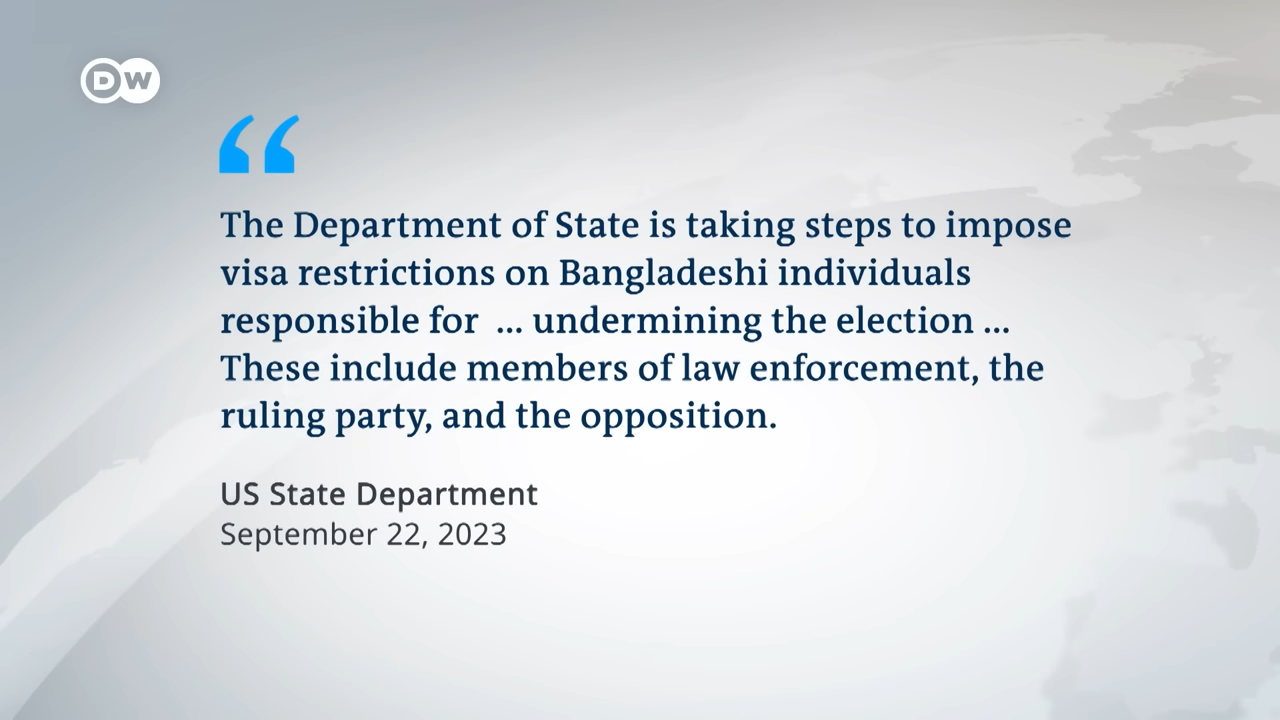 DW
“
The Department of State is taking steps to impose
visa restrictions on Bangladeshi individuals
responsible for  ... undermining the election ...
These include members of law enforcement, the
ruling party, and the opposition.
US State Department
September 22, 2023